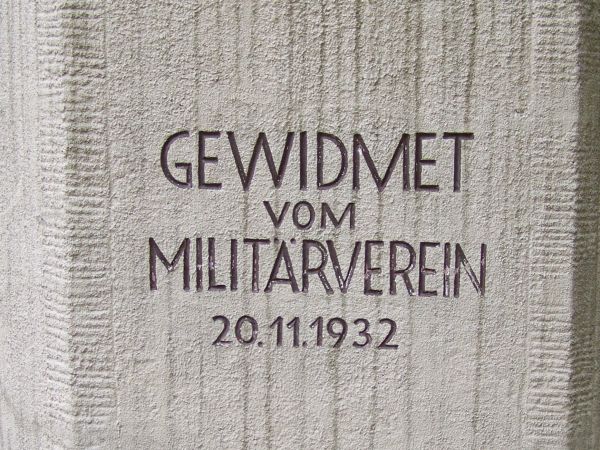 GEWIDMET
VOM
MILITÄRVEREIN
20.11.1932